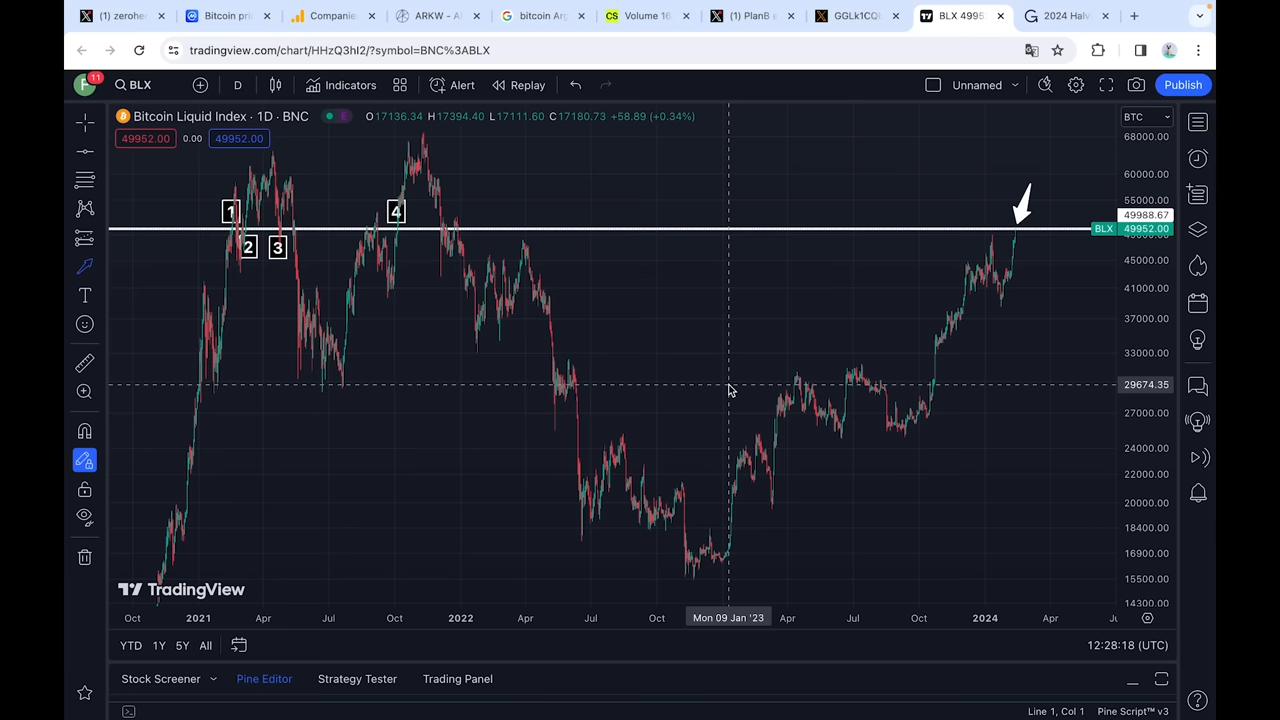 (1) zerohe
Bitcoin pri
Companie
ARKW - A
bitcoin Ar
CS Volume 16
(1) PlanB
GGLk1CQ
BLX 4995
2024 Halv
tradingview.com/chart/HHzQ3hI2/?symbol=BNC%3ABLX
F 11 BLX D Indicators Alert Replay Unnamed Publish
Bitcoin Liquid Index · 1D · BNC E O17136.34 H17394.40 L17111.60 C17180.73 +58.89 (+0.34%) BTC
49952.00 0.00 49952.00
68000.00
60000.00
55000.00
1 4
49988.67
BLX 49952.00
2 3
45000.00
41000.00
37000.00
33000.00
29674.35
27000.00
24000.00
22000.00
20000.00
18400.00
16900.00
15500.00
14300.00
TradingView
Oct 2021 Apr Jul Oct 2022 Apr Jul Oct Mon 09 Jan '23 Apr Jul Oct 2024 Apr
YTD 1Y 5Y All 12:28:18 (UTC)
Stock Screener Pine Editor Strategy Tester Trading Panel
Line 1, Col 1 Pine Script™ v3